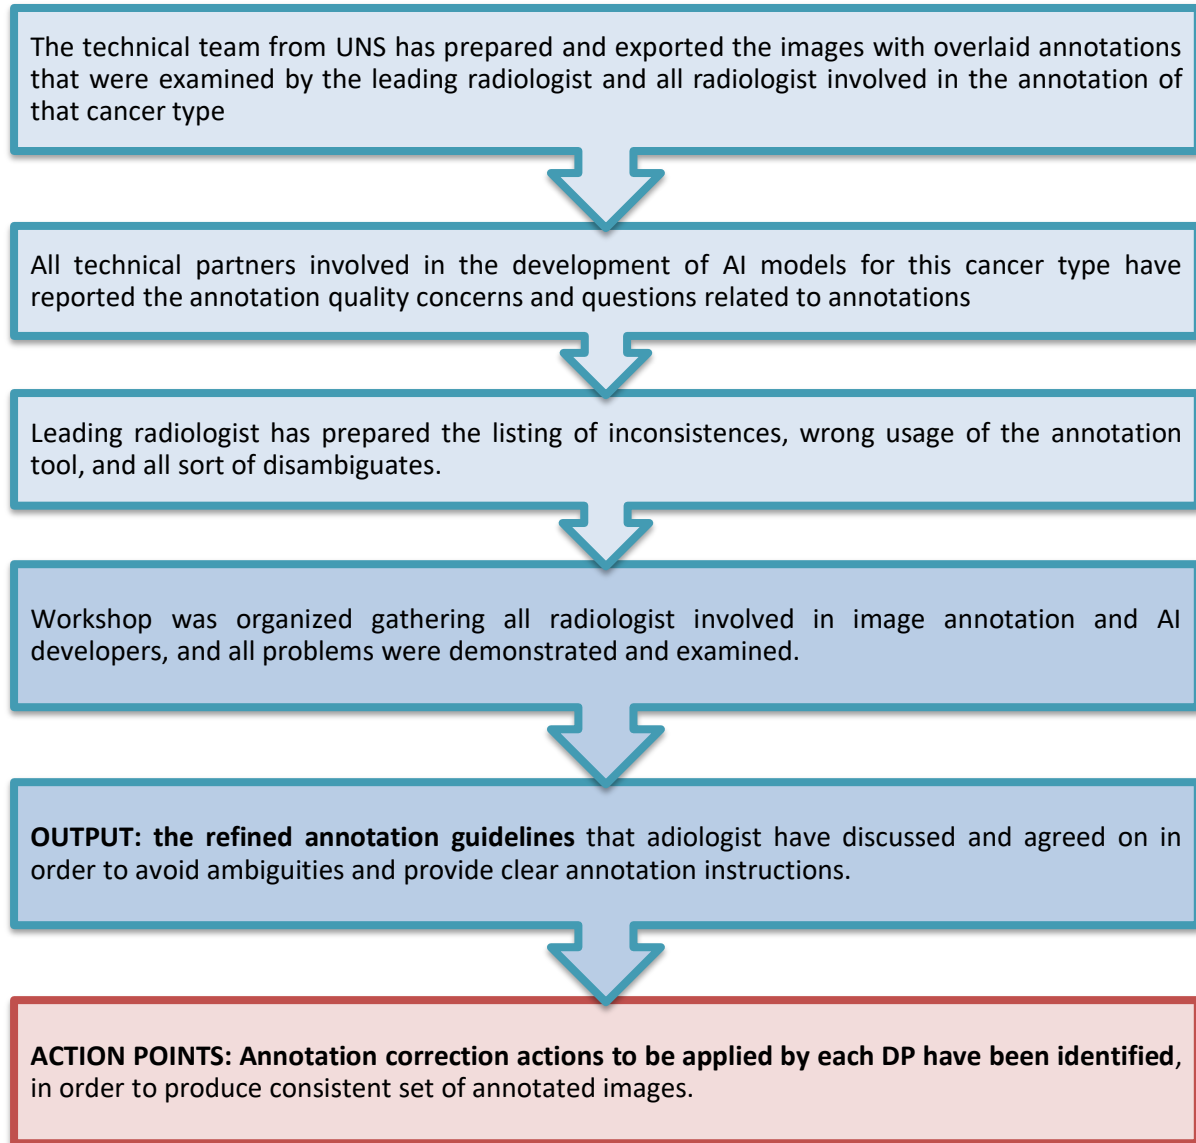 The technical team from UNS has prepared and exported the images with overlaid annotations
that were examined by the leading radiologist and all radiologist involved in the annotation of
that cancer type
All technical partners involved in the development of AI models for this cancer type have
reported the annotation quality concerns and questions related to annotations
Leading radiologist has prepared the listing of inconsistences, wrong usage of the annotation
tool, and all sort of disambiguates.
Workshop was organized gathering all radiologist involved in image annotation and AI
developers, and all problems were demonstrated and examined.
OUTPUT: the refined annotation guidelines that adiologist have discussed and agreed on in
order to avoid ambiguities and provide clear annotation instructions.
ACTION POINTS: Annotation correction actions to be applied by each DP have been identified,
in order to produce consistent set of annotated images.